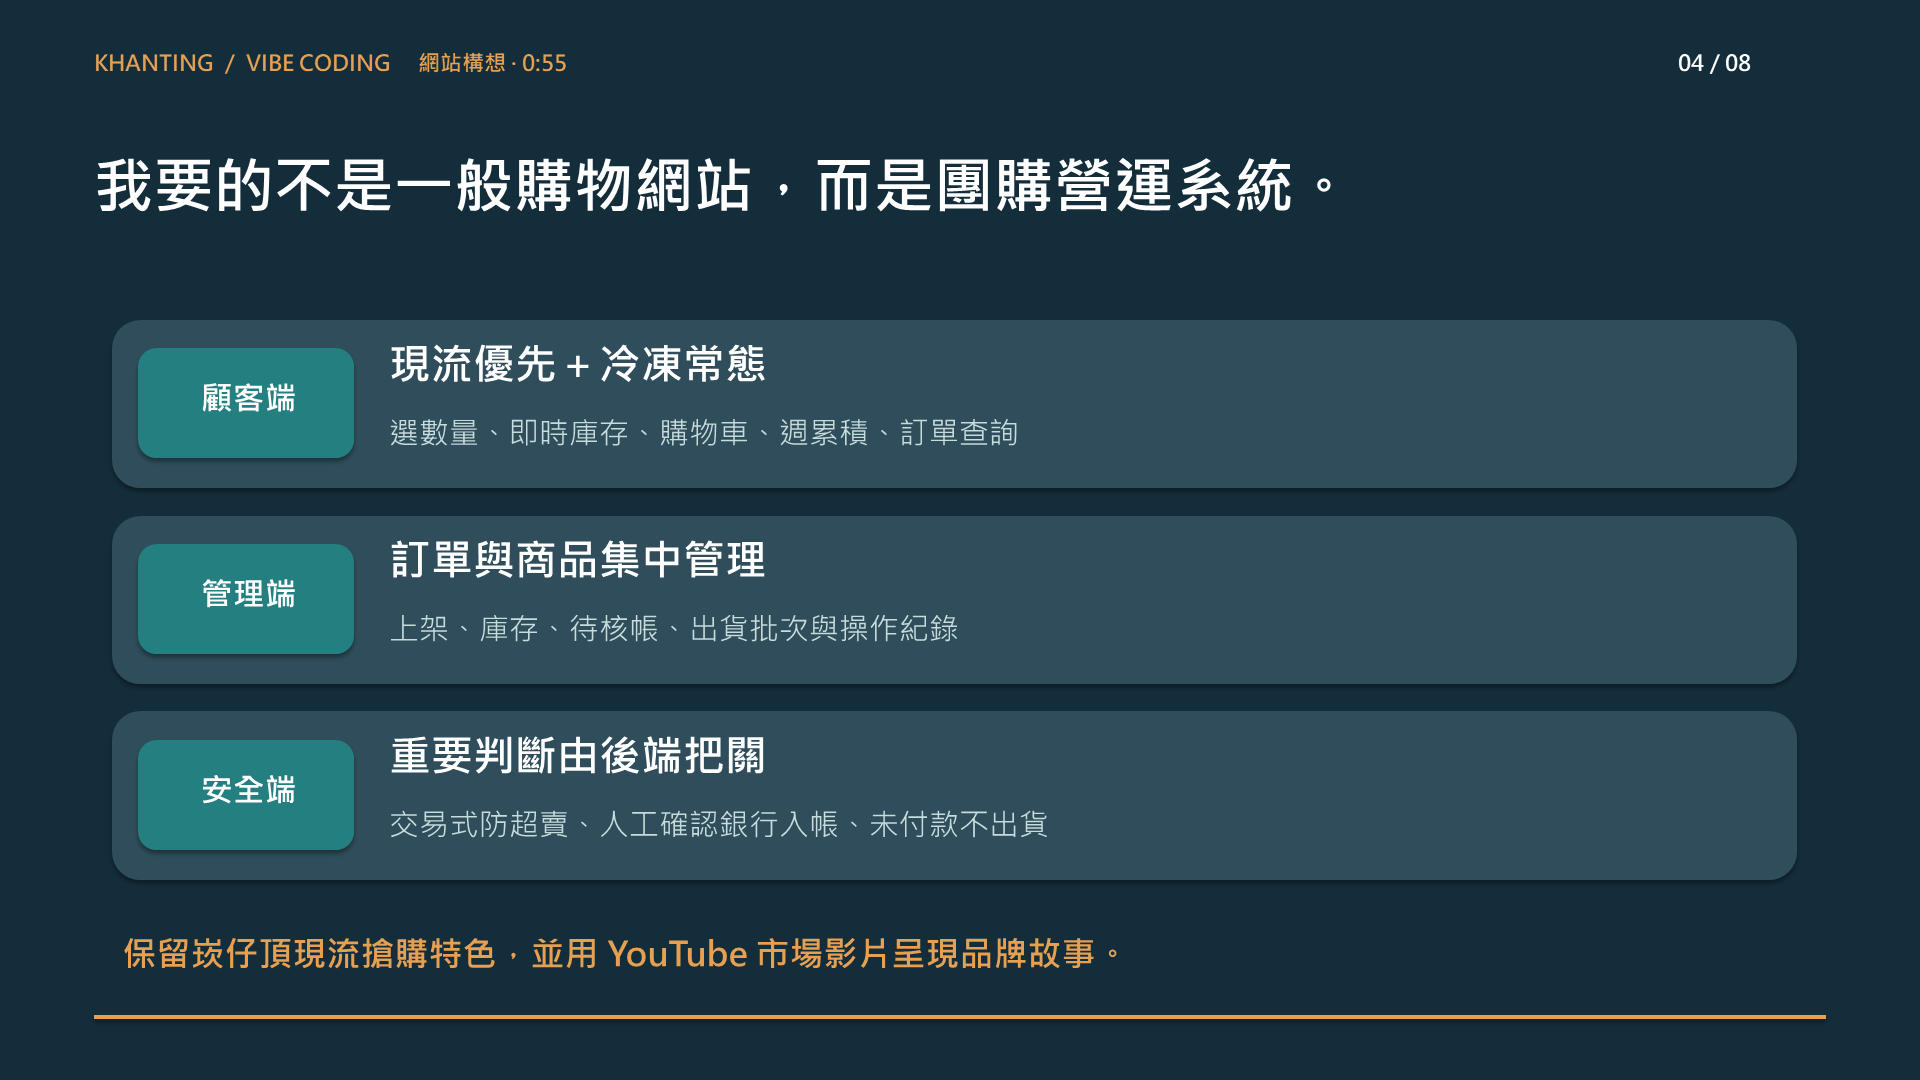 KHANTING / VIBE CODING 網站構想 · 0:55
04 / 08
我要的不是一般購物網站，而是團購營運系統。
顧客端
現流優先 + 冷凍常態
選數量、即時庫存、購物車、週累積、訂單查詢
管理端
訂單與商品集中管理
上架、庫存、待核帳、出貨批次與操作紀錄
安全端
重要判斷由後端把關
交易式防超賣、人工確認銀行入帳、未付款不出貨
保留崁仔頂現流搶購特色，並用 YouTube 市場影片呈現品牌故事。